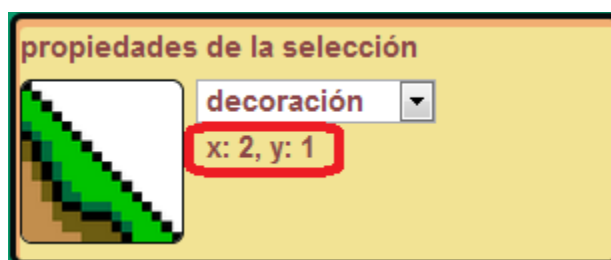 propiedades de la selección
decoración
x: 2, y: 1